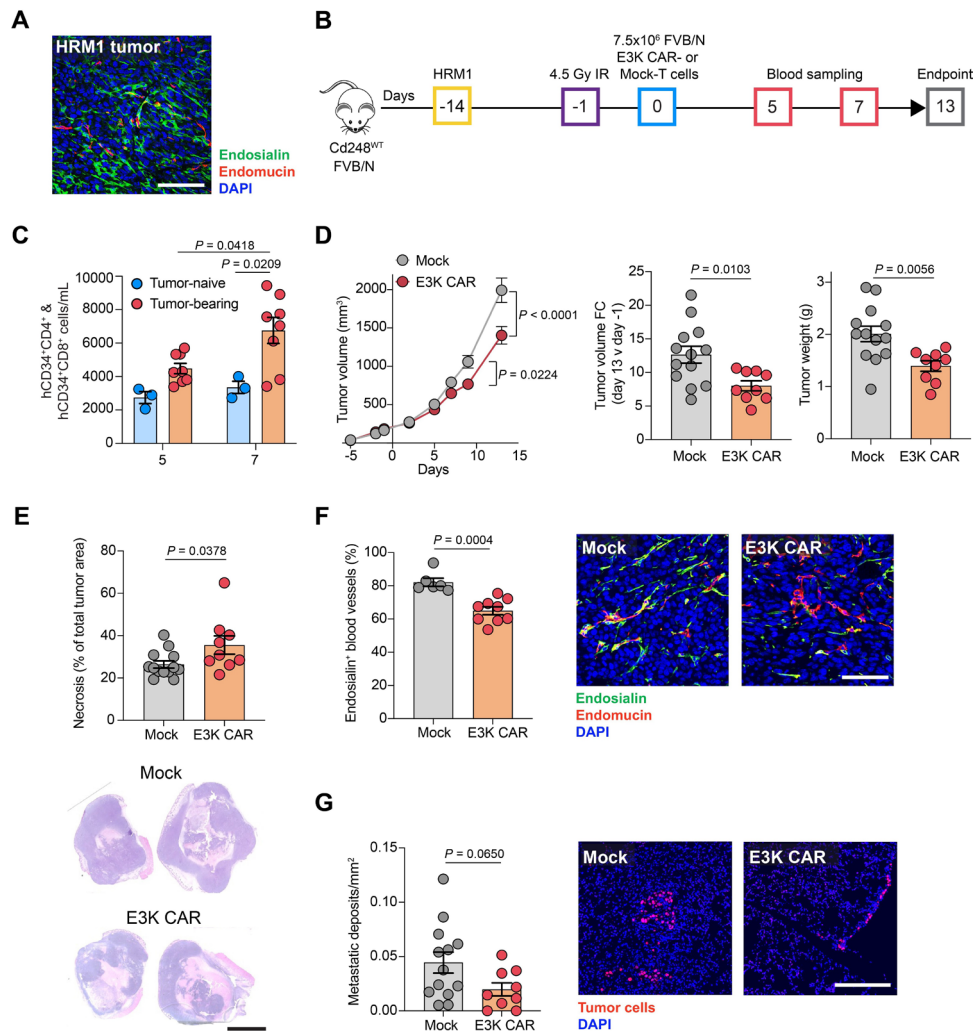 A
HRM1 tumor
Endosialin
Endomucin
DAPI
B
Days
Cd248WT
FVB/N
HRM1
-14
4.5 Gy IR
-1
7.5x10⁶ FVB/N
E3K CAR- or
Mock-T cells
0
Blood sampling
5
7
Endpoint
13
C
hCD34⁺CD4⁺ &
hCD34⁺CD8⁺ cells/mL
10000
8000
6000
4000
2000
0
P = 0.0418
P = 0.0209
Tumor-naive
Tumor-bearing
5
7
D
Tumor volume (mm³)
2000
1500
1000
500
Mock
E3K CAR
P < 0.0001
P = 0.0224
-5
0
5
10
15
Days
Tumor volume FC
(day 13 v day -1)
25
20
15
10
5
0
P = 0.0103
Mock
E3K CAR
Tumor weight (g)
4
3
2
1
0
P = 0.0056
Mock
E3K CAR
E
Necrosis (% of total tumor area)
80
60
40
20
0
P = 0.0378
Mock
E3K CAR
Mock
E3K CAR
F
Endosialin⁺ blood vessels (%)
100
80
60
40
20
0
P = 0.0004
Mock
E3K CAR
Mock
E3K CAR
Endosialin
Endomucin
DAPI
G
Metastatic deposits/mm²
0.15
0.10
0.05
0.00
P = 0.0650
Mock
E3K CAR
Mock
E3K CAR
Tumor cells
DAPI